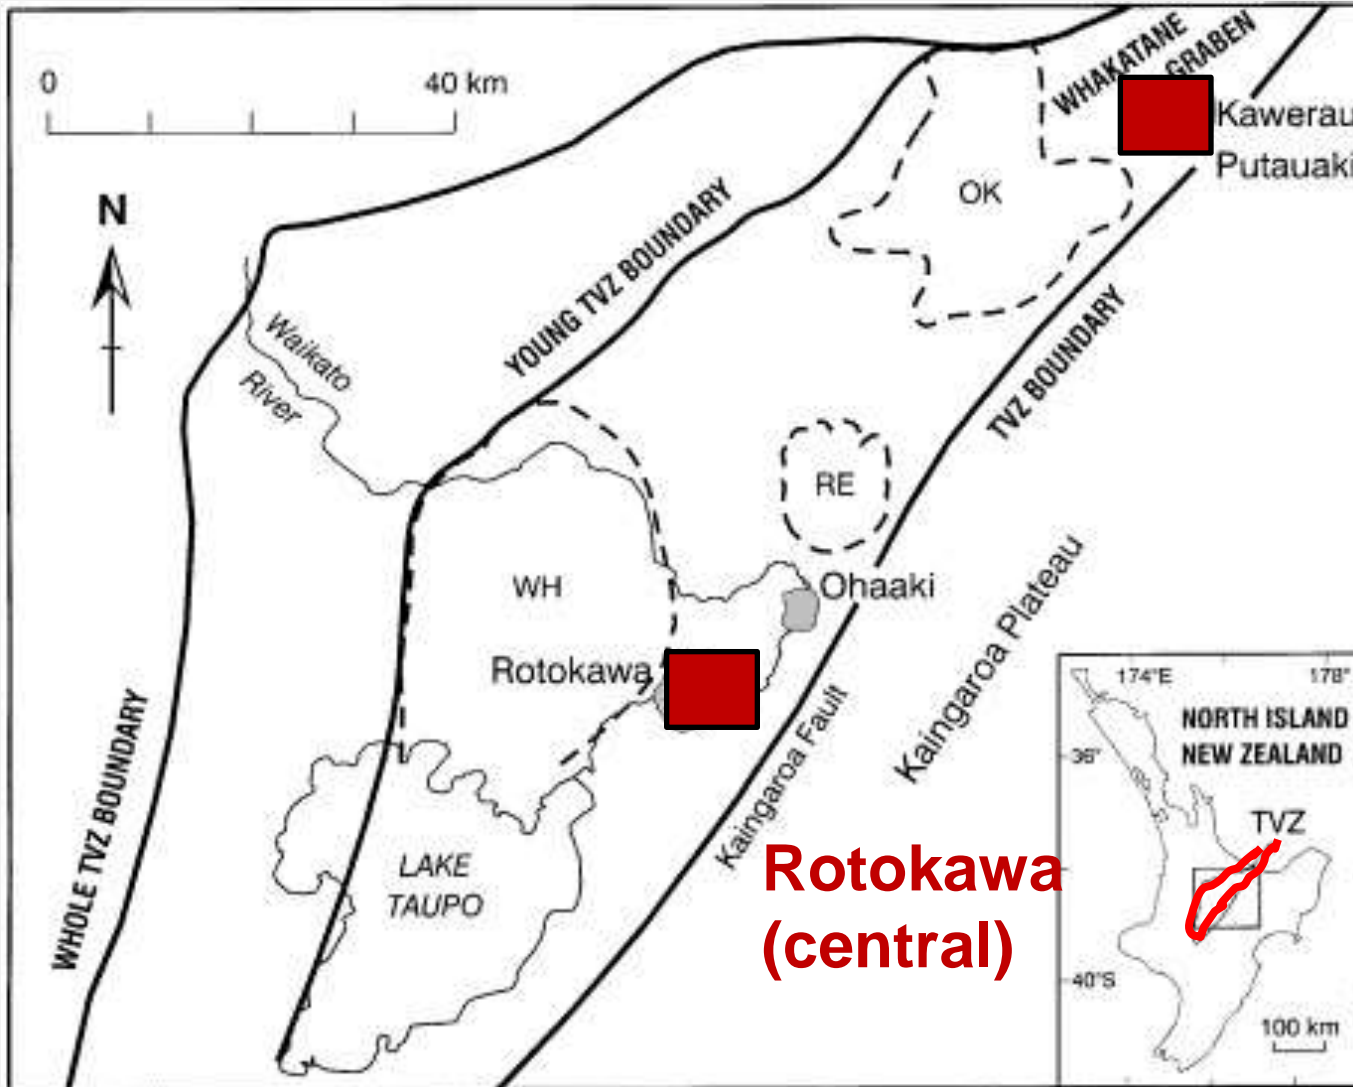 0
40 km
WHAKATANE
GRABEN
Kawerau
Putauaki
N
OK
YOUNG TVZ BOUNDARY
TVZ BOUNDARY
Waikato
River
RE
WH
Ohaaki
Rotokawa
Kaingaroa Plateau
Kaingaroa Fault
WHOLE TVZ BOUNDARY
LAKE
TAUPO
Rotokawa
(central)
174°E
178°
NORTH ISLAND
NEW ZEALAND
36°
TVZ
40°S
100 km